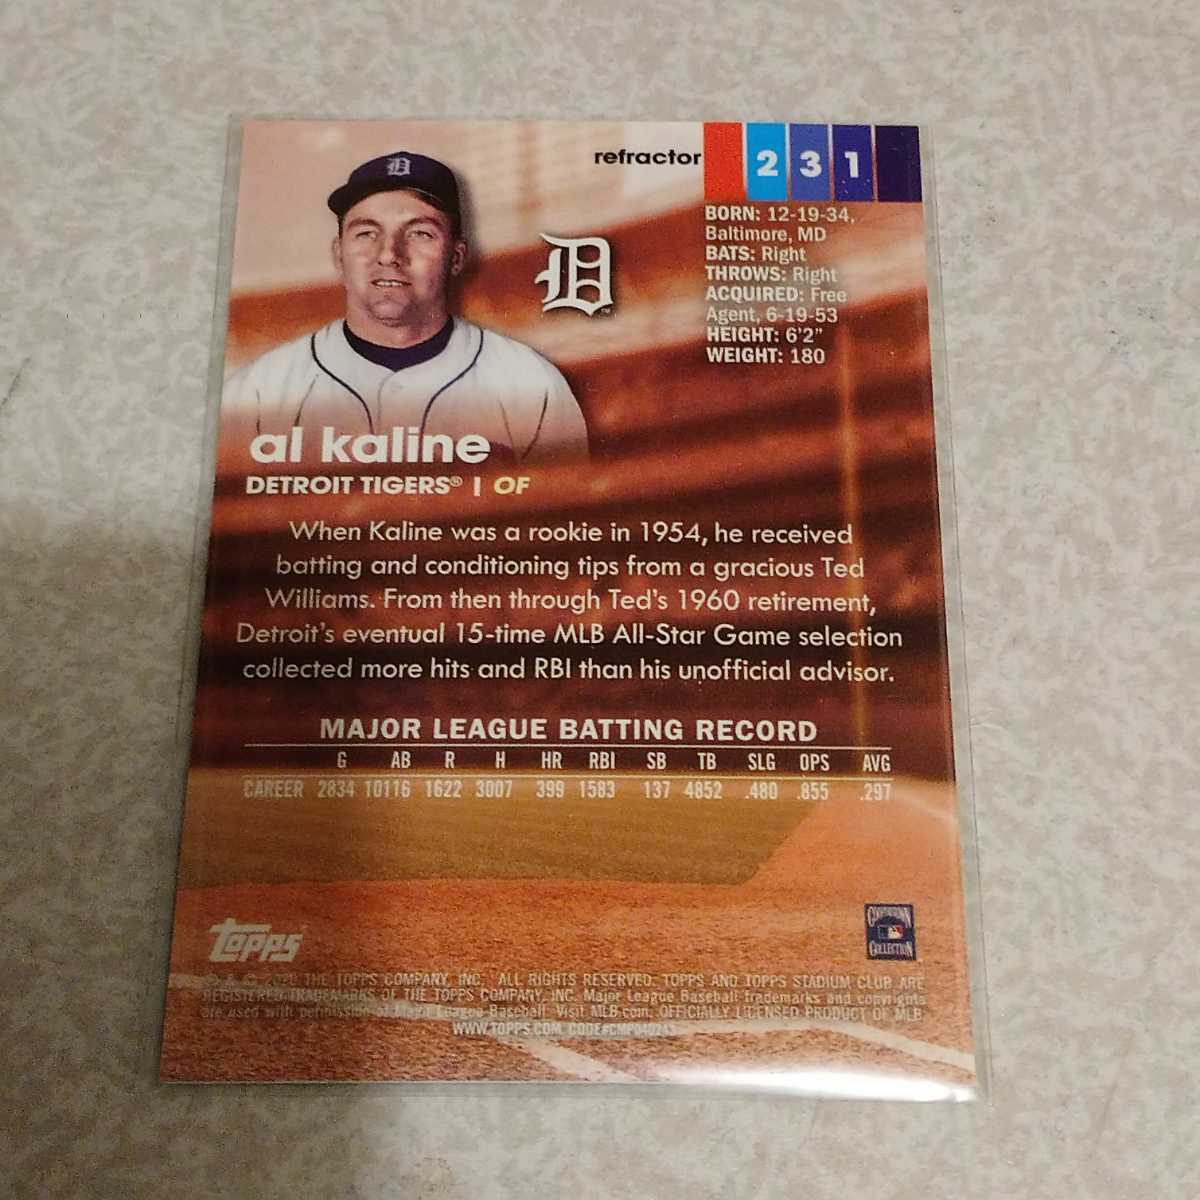 refractor 231
BORN: 12-19-34,
Baltimore, MD
BATS: Right
THROWS: Right
ACQUIRED: Free
Agent, 6-19-53
HEIGHT: 6'2"
WEIGHT: 180
D
D
TM
al kaline
DETROIT TIGERS® | OF
When Kaline was a rookie in 1954, he received
batting and conditioning tips from a gracious Ted
Williams. From then through Ted's 1960 retirement,
Detroit's eventual 15-time MLB All-Star Game selection
collected more hits and RBI than his unofficial advisor.
MAJOR LEAGUE BATTING RECORD
G AB R H HR RBI SB TB SLG OPS AVG
CAREER 2834 10116 1622 3007 399 1583 137 4852 .480 .855 .297
Topps
COOPERSTOWN
COLLECTION
® & © 2020 THE TOPPS COMPANY, INC. ALL RIGHTS RESERVED. TOPPS AND TOPPS STADIUM CLUB ARE
REGISTERED TRADEMARKS OF THE TOPPS COMPANY, INC. Major League Baseball trademarks and copyrights
are used with permission of Major League Baseball. Visit MLB.com. OFFICIALLY LICENSED PRODUCT OF MLB
WWW.TOPPS.COM CODE#CMP040245